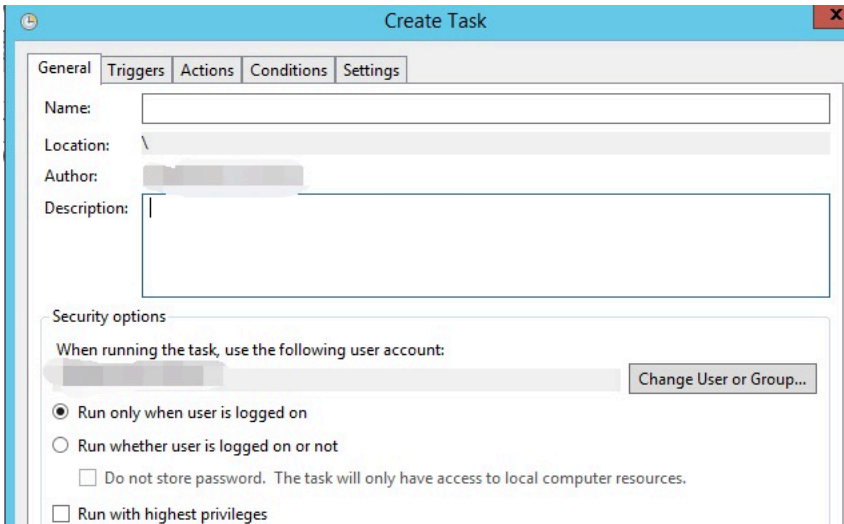 Create Task
x
General Triggers Actions Conditions Settings
Name:
Location: \
Author:
Description:
Security options
When running the task, use the following user account:
Change User or Group...
Run only when user is logged on
Run whether user is logged on or not
Do not store password. The task will only have access to local computer resources.
Run with highest privileges